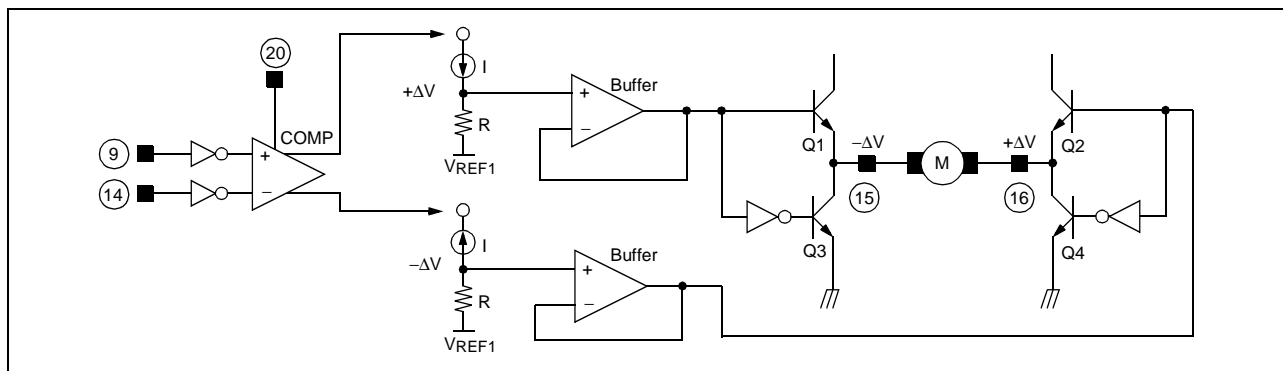 20
I
+ΔV
Buffer
+
−
R
VREF1
COMP
9
+
14
−
Q1
−ΔV
M
+ΔV
Q2
15
16
Q3
Q4
I
−ΔV
Buffer
+
−
R
VREF1